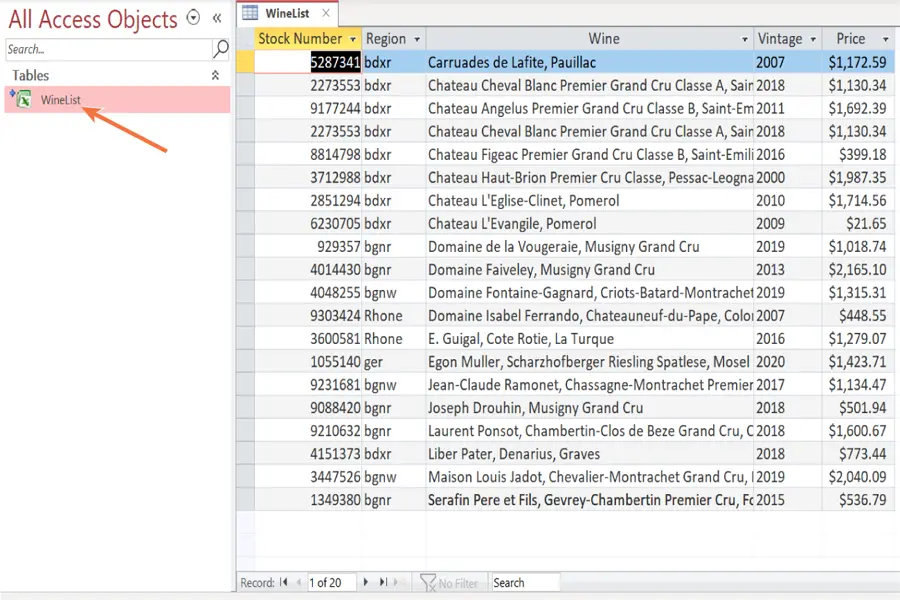 All Access Objects
Search...
Tables
WineList
WineList
Stock Number Region Wine Vintage Price
5287341 bdxr Carruades de Lafite, Pauillac 2007 $1,172.59
2273553 bdxr Chateau Cheval Blanc Premier Grand Cru Classe A, Sain 2018 $1,130.34
9177244 bdxr Chateau Angelus Premier Grand Cru Classe B, Saint-Em 2011 $1,692.39
2273553 bdxr Chateau Cheval Blanc Premier Grand Cru Classe A, Sain 2018 $1,130.34
8814798 bdxr Chateau Figeac Premier Grand Cru Classe B, Saint-Emili 2016 $399.18
3712988 bdxr Chateau Haut-Brion Premier Cru Classe, Pessac-Leogna 2000 $1,987.35
2851294 bdxr Chateau L'Eglise-Clinet, Pomerol 2010 $1,714.56
6230705 bdxr Chateau L'Evangile, Pomerol 2009 $21.65
929357 bgnr Domaine de la Vougeraie, Musigny Grand Cru 2019 $1,018.74
4014430 bgnr Domaine Faiveley, Musigny Grand Cru 2013 $2,165.10
4048255 bgnw Domaine Fontaine-Gagnard, Criots-Batard-Montrachet 2019 $1,315.31
9303424 Rhone Domaine Isabel Ferrando, Chateauneuf-du-Pape, Colo 2007 $448.55
3600581 Rhone E. Guigal, Cote Rotie, La Turque 2016 $1,279.07
1055140 ger Egon Muller, Scharzhofberger Riesling Spatlese, Mosel 2020 $1,423.71
9231681 bgnw Jean-Claude Ramonet, Chassagne-Montrachet Premier 2017 $1,134.47
9088420 bgnr Joseph Drouhin, Musigny Grand Cru 2018 $501.94
9210632 bgnr Laurent Ponsot, Chambertin-Clos de Beze Grand Cru, C 2018 $1,600.67
4151373 bdxr Liber Pater, Denarius, Graves 2018 $773.44
3447526 bgnw Maison Louis Jadot, Chevalier-Montrachet Grand Cru, 2019 $2,040.09
1349380 bgnr Serafin Pere et Fils, Gevrey-Chambertin Premier Cru, Fo 2015 $536.79
Record: 1 of 20 No Filter Search